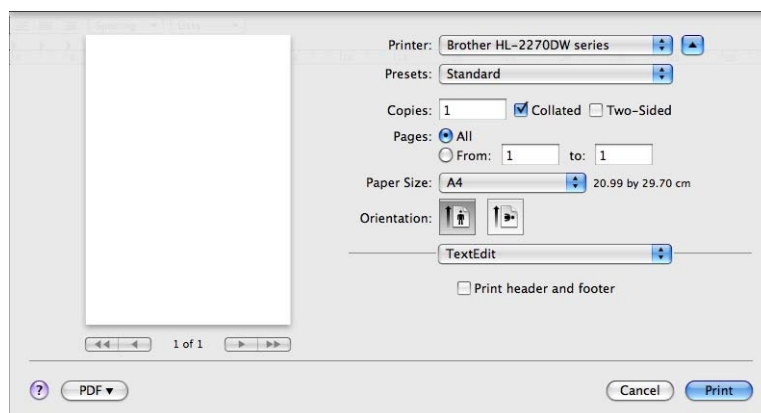 Spacing Lists
Printer: Brother HL-2270DW series
Presets: Standard
Copies: 1 Collated Two-Sided
Pages: All
From: 1 to: 1
Paper Size: A4 20.99 by 29.70 cm
Orientation:
TextEdit
Print header and footer
1 of 1
? PDF ▼ Cancel Print